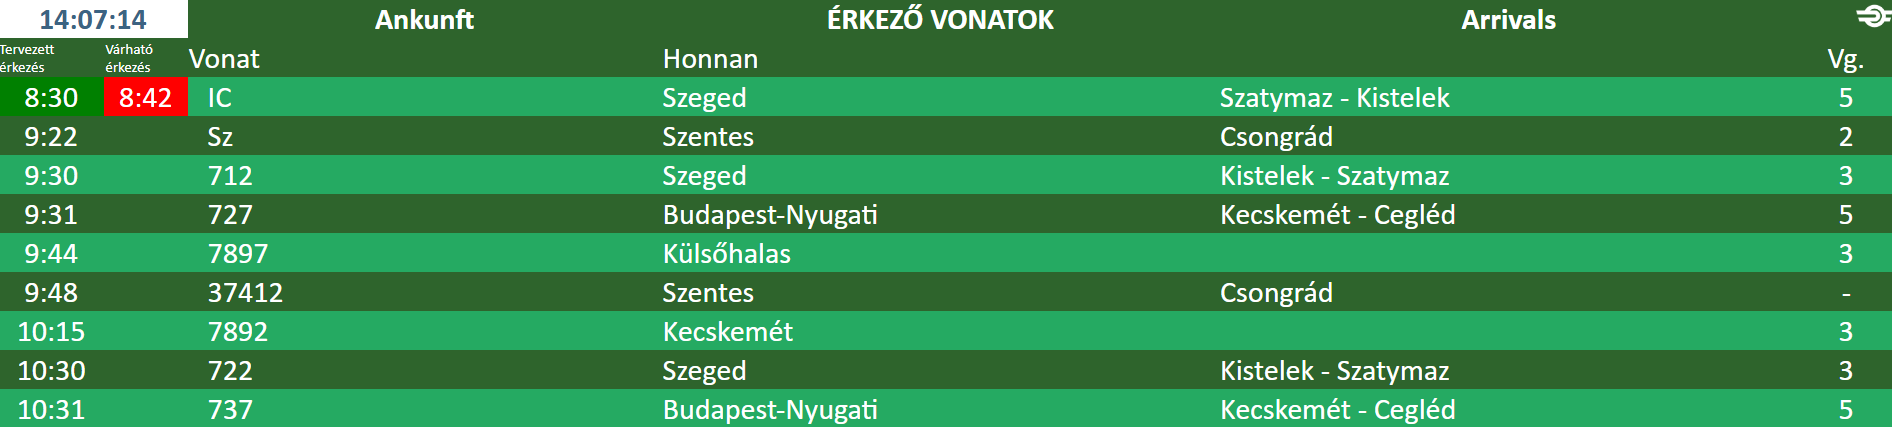 14:07:14 Ankunft ÉRKEZŐ VONATOK Arrivals
Tervezett érkezés Várható érkezés Vonat Honnan Vg.
8:30 8:42 IC Szeged Szatymaz - Kistelek 5
9:22 Sz Szentes Csongrád 2
9:30 712 Szeged Kistelek - Szatymaz 3
9:31 727 Budapest-Nyugati Kecskemét - Cegléd 5
9:44 7897 Külsőhalas 3
9:48 37412 Szentes Csongrád -
10:15 7892 Kecskemét 3
10:30 722 Szeged Kistelek - Szatymaz 3
10:31 737 Budapest-Nyugati Kecskemét - Cegléd 5